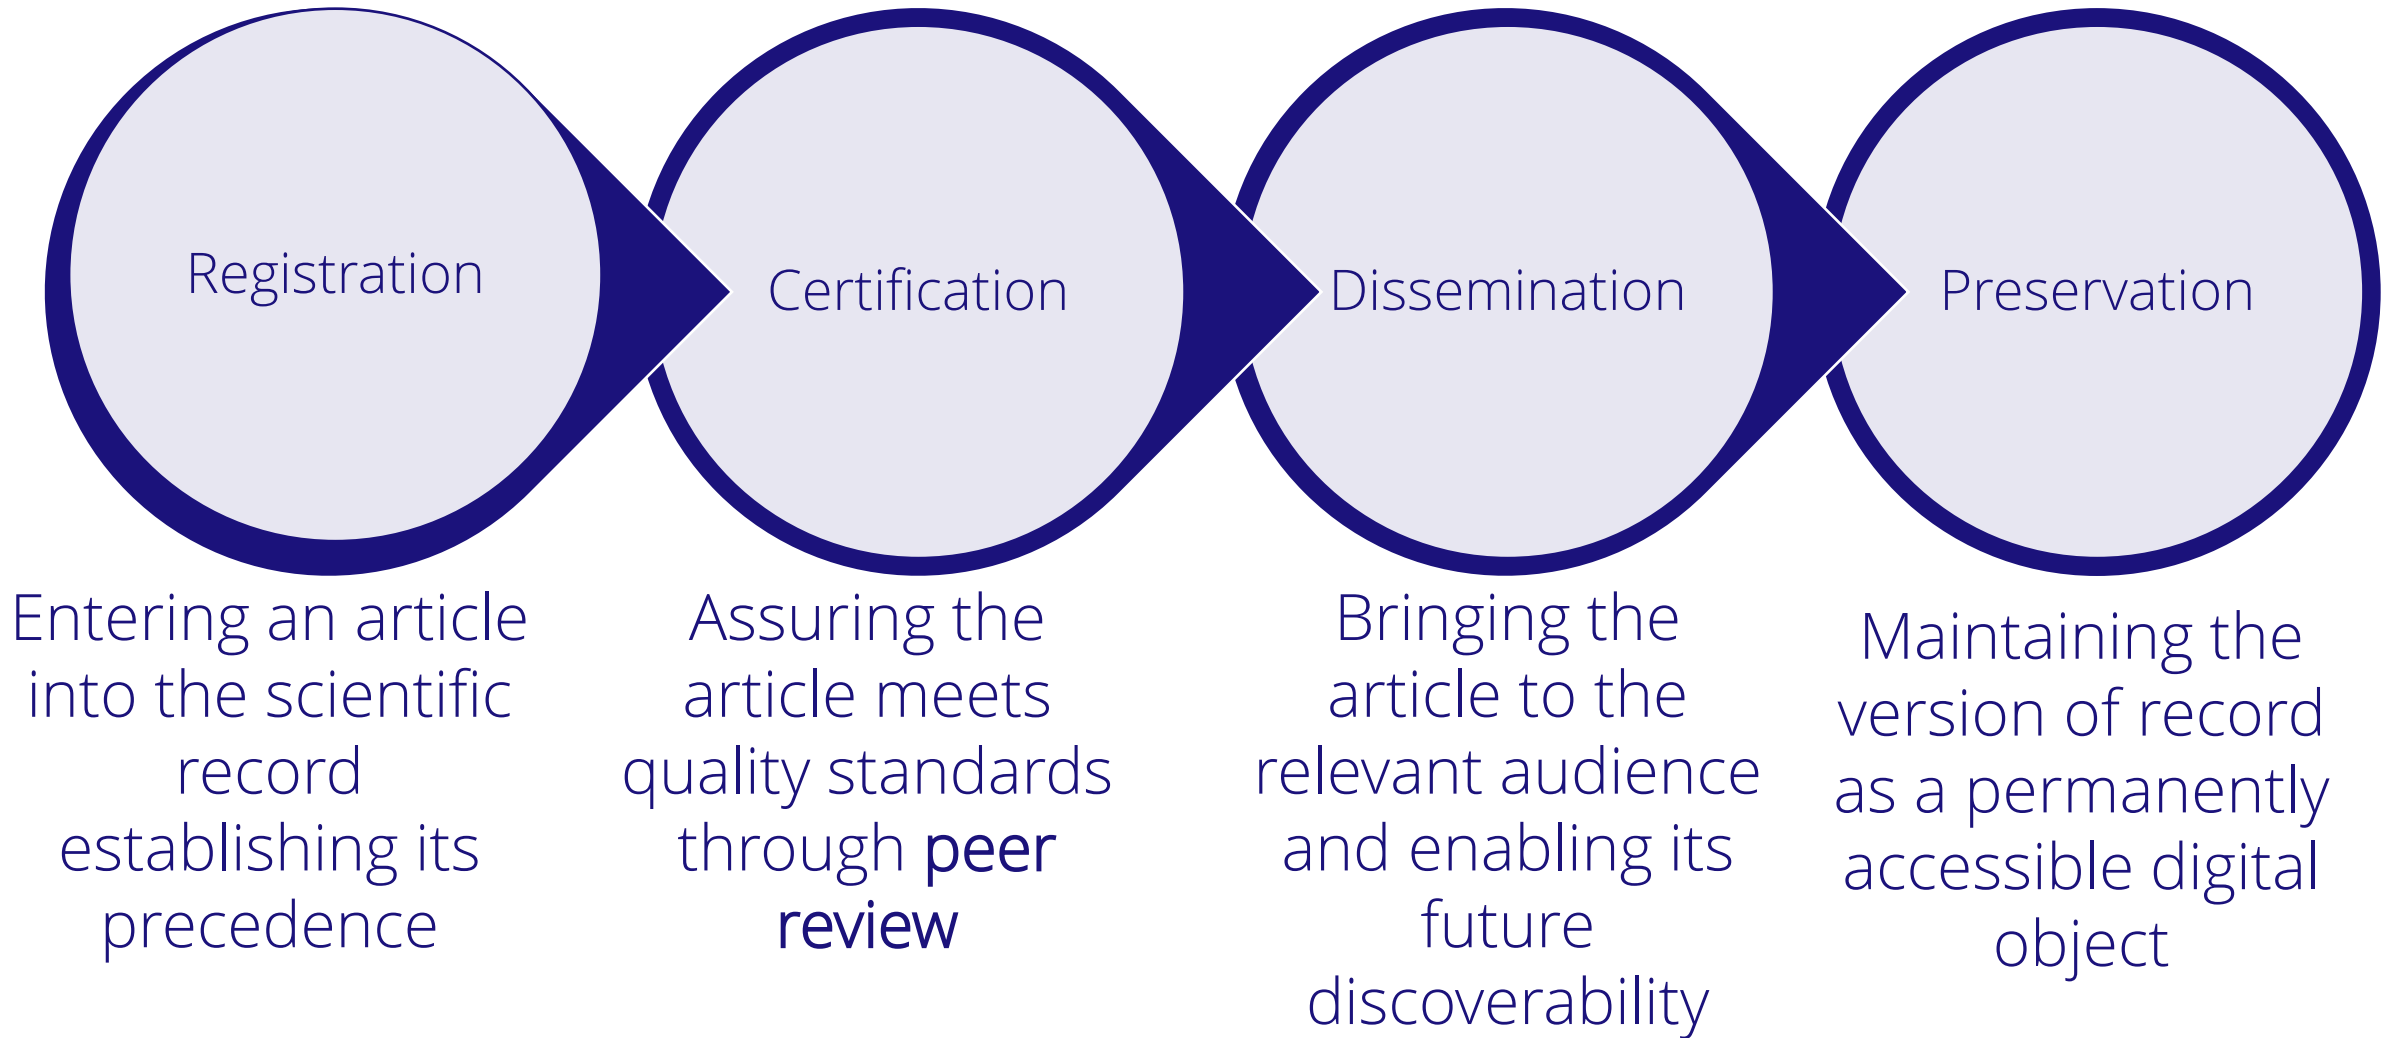 Registration
Certification
Dissemination
Preservation
Entering an article
into the scientific
record
establishing its
precedence
Assuring the
article meets
quality standards
through peer
review
Bringing the
article to the
relevant audience
and enabling its
future
discoverability
Maintaining the
version of record
as a permanently
accessible digital
object